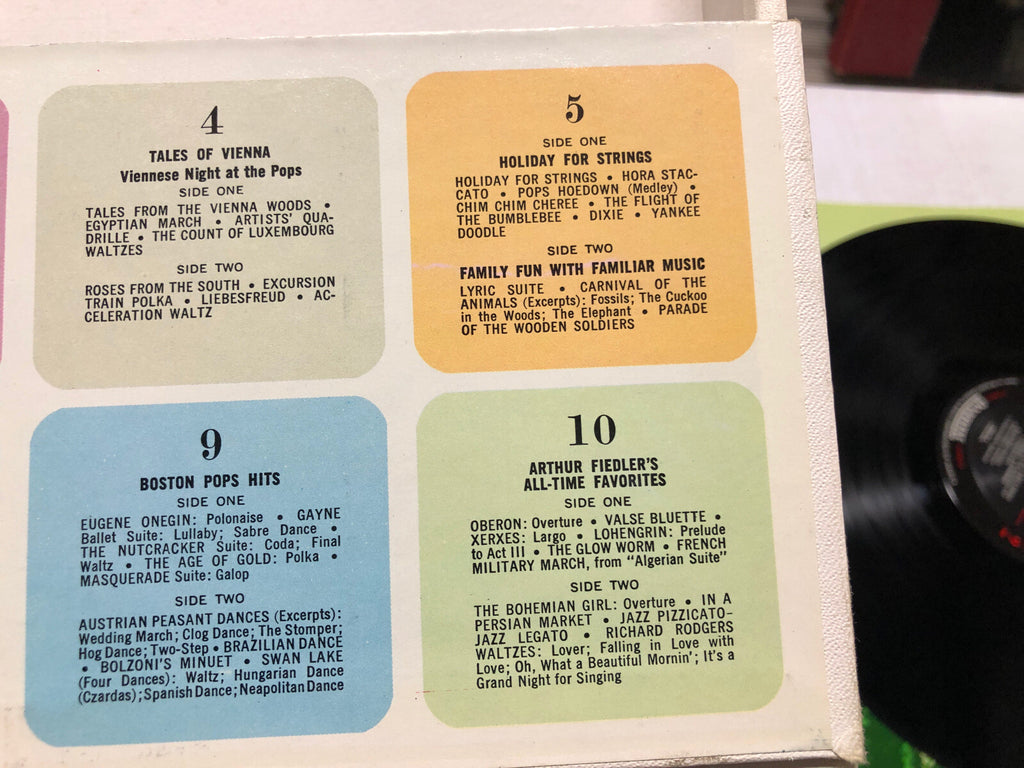 4
TALES OF VIENNA
Viennese Night at the Pops
SIDE ONE
TALES FROM THE VIENNA WOODS •
EGYPTIAN MARCH • ARTISTS' QUA-
DRILLE • THE COUNT OF LUXEMBOURG
WALTZES
SIDE TWO
ROSES FROM THE SOUTH • EXCURSION
TRAIN POLKA • LIEBESFREUD • AC-
CELERATION WALTZ
5
SIDE ONE
HOLIDAY FOR STRINGS
HOLIDAY FOR STRINGS • HORA STAC-
CATO • POPS HOEDOWN (Medley) •
CHIM CHIM CHEREE • THE FLIGHT OF
THE BUMBLEBEE • DIXIE • YANKEE
DOODLE
SIDE TWO
FAMILY FUN WITH FAMILIAR MUSIC
LYRIC SUITE • CARNIVAL OF THE
ANIMALS (Excerpts): Fossils; The Cuckoo
in the Woods; The Elephant • PARADE
OF THE WOODEN SOLDIERS
9
BOSTON POPS HITS
SIDE ONE
EUGENE ONEGIN: Polonaise • GAYNE
Ballet Suite: Lullaby; Sabre Dance •
THE NUTCRACKER Suite: Coda; Final
Waltz • THE AGE OF GOLD: Polka •
MASQUERADE Suite: Galop
SIDE TWO
AUSTRIAN PEASANT DANCES (Excerpts):
Wedding March; Clog Dance; The Stomper;
Hog Dance; Two-Step • BRAZILIAN DANCE
• BOLZONI'S MINUET • SWAN LAKE
(Four Dances): Waltz; Hungarian Dance
(Czardas); Spanish Dance; Neapolitan Dance
10
ARTHUR FIEDLER'S
ALL-TIME FAVORITES
SIDE ONE
OBERON: Overture • VALSE BLUETTE •
XERXES: Largo • LOHENGRIN: Prelude
to Act III • THE GLOW WORM • FRENCH
MILITARY MARCH, from "Algerian Suite"
SIDE TWO
THE BOHEMIAN GIRL: Overture • IN A
PERSIAN MARKET • JAZZ PIZZICATO–
JAZZ LEGATO • RICHARD RODGERS
WALTZES: Lover; Falling in Love with
Love; Oh, What a Beautiful Mornin'; It's a
Grand Night for Singing